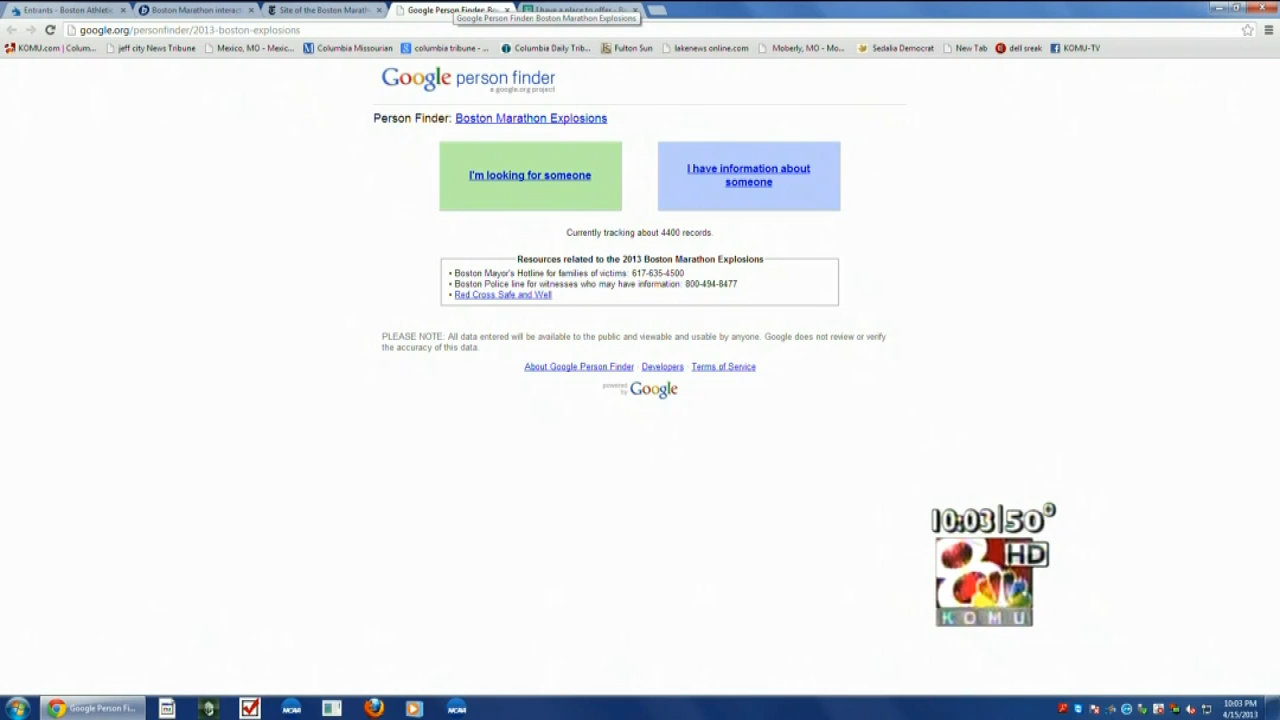 Entrants - Boston Athletic
Boston Marathon interac
Site of the Boston Marath
Google Person Finder: Bo
I have a place to offer - B
Google Person Finder: Boston Marathon Explosions
google.org/personfinder/2013-boston-explosions
KOMU.com | Colum...
jeff city News Tribune
Mexico, MO - Mexic...
Columbia Missourian
columbia tribune - ...
Columbia Daily Trib...
Fulton Sun
lakenews online.com
Moberly, MO - Mo...
Sedalia Democrat
New Tab
dell sreak
KOMU-TV
Google person finder
a google.org project
Person Finder: Boston Marathon Explosions
I'm looking for someone
I have information about
someone
Currently tracking about 4400 records.
Resources related to the 2013 Boston Marathon Explosions
• Boston Mayor's Hotline for families of victims: 617-635-4500
• Boston Police line for witnesses who may have information: 800-494-8477
• Red Cross Safe and Well
PLEASE NOTE: All data entered will be available to the public and viewable and usable by anyone. Google does not review or verify
the accuracy of this data.
About Google Person Finder - Developers - Terms of Service
powered by Google
10:03|50°
8 HD
KOMU
Google Person Fi...
NCAA
NCAA
10:03 PM
4/15/2013